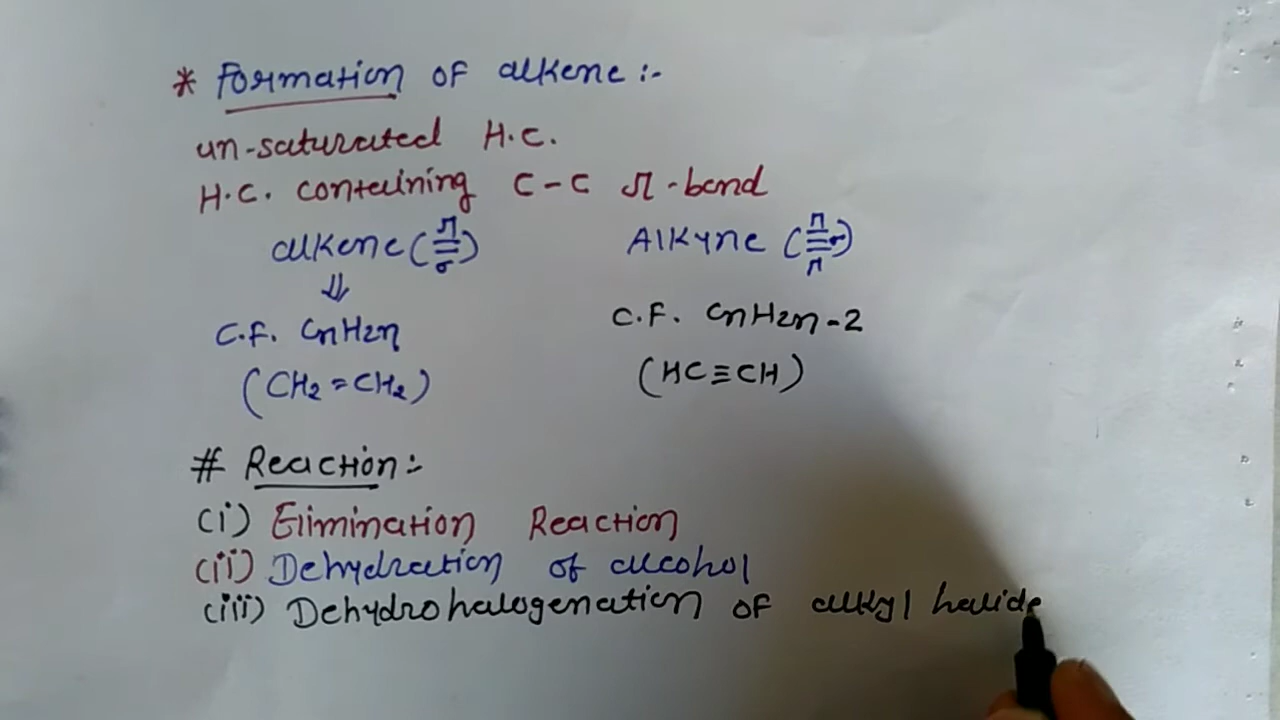 * Formation of alkene :-
un-saturated H.C.
H.C. containing C-C π-bond
alkene (π = σ) Alkyne (π ≡ σ π)
⇓
C.F. CnH2n C.F. CnH2n-2
(CH2=CH2) (HC≡CH)
# Reaction:-
(i) Elimination Reaction
(ii) Dehydration of alcohol
(iii) Dehydrohalogenation of alkyl halide